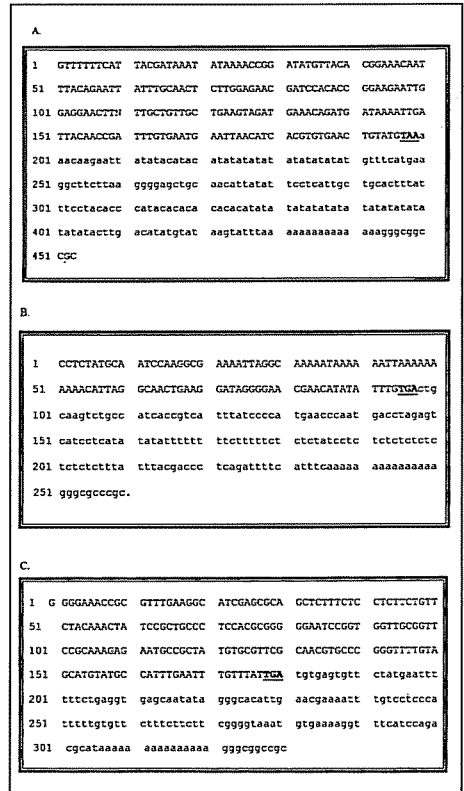 A.
1 GTTTTTTCAT TACGATAAAT ATAAAACCGG ATATGTTACA CGGAAACAAT
51 TTACAGAATT ATTTGCAACT CTTGGAGAAC GATCCACACC GGAAGAATTG
101 GAGGAACTTN TTGCTGTTGC TGAAGTAGAT GAAACAGATG ATAAAATTGA
151 TTACAACCGA TTTGTGAATG AATTAACATC ACGTGTGAAC TGTATGTAAa
201 aacaagaatt atatacatac atatatatat atatatatat gtttcatgaa
251 ggcttcttaa ggggagctgc aacattatat tcctcattgc tgcactttat
301 ttcctacacc catacacaca cacacatata tatatatata tatatatata
401 tatatacttg acatatgtat aagtatttaa aaaaaaaaaa aaagggcggc
451 CGC
B.
1 CCTCTATGCA ATCCAAGGCG AAAATTAGGC AAAAATAAAA AATTAAAAAA
51 AAAACATTAG GCAACTGAAG GATAGGGGAA CGAACATATA TTTGTGActg
101 caagtctgcc atcaccgtca tttatcccca tgaacccaat gacctagagt
151 catcctcata tatatttttt ttctttttct ctctatcctc tctctctctc
201 tctctcttta tttacgaccc tcagattttc atttcaaaaa aaaaaaaaaa
251 gggcgcccgc.
C.
1 G GGGAAACCGC GTTTGAAGGC ATCGAGCGCA GCTCTTTCTC CTCTTCTGTT
51 CTACAAACTA TCCGCTGCCC TCCACGCGGG GGAATCCGGT GGTTGCGGTT
101 CCGCAAAGAG AATGCCGCTA TGTGCGTTCG CAACGTGCCC GGGTTTTGTA
151 GCATGTATGC CATTTGAATT TGTTTATTGA tgtgagtgtt ctatgaattt
201 tttctgaggt gagcaatata gggcacattg aacgaaaatt tgtcctccca
251 tttttgtgtt ctttcttctt cggggtaaat gtgaaaaggt ttcatccaga
301 cgcataaaaa aaaaaaaaaa gggcggccgc